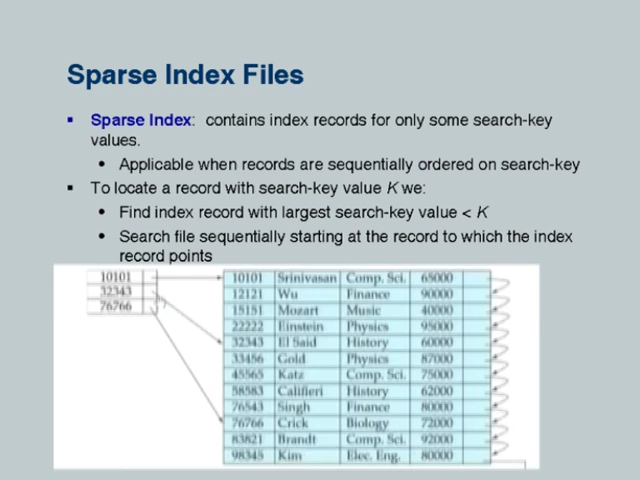 Sparse Index Files
Sparse Index: contains index records for only some search-key
values.
Applicable when records are sequentially ordered on search-key
To locate a record with search-key value K we:
Find index record with largest search-key value < K
Search file sequentially starting at the record to which the index
record points
10101
32343
76766
10101 Srinivasan Comp. Sci. 65000
12121 Wu Finance 90000
15151 Mozart Music 40000
22222 Einstein Physics 95000
32343 El Said History 60000
33456 Gold Physics 87000
45565 Katz Comp. Sci. 75000
58583 Califieri History 62000
76543 Singh Finance 80000
76766 Crick Biology 72000
83821 Brandt Comp. Sci. 92000
98345 Kim Elec. Eng. 80000